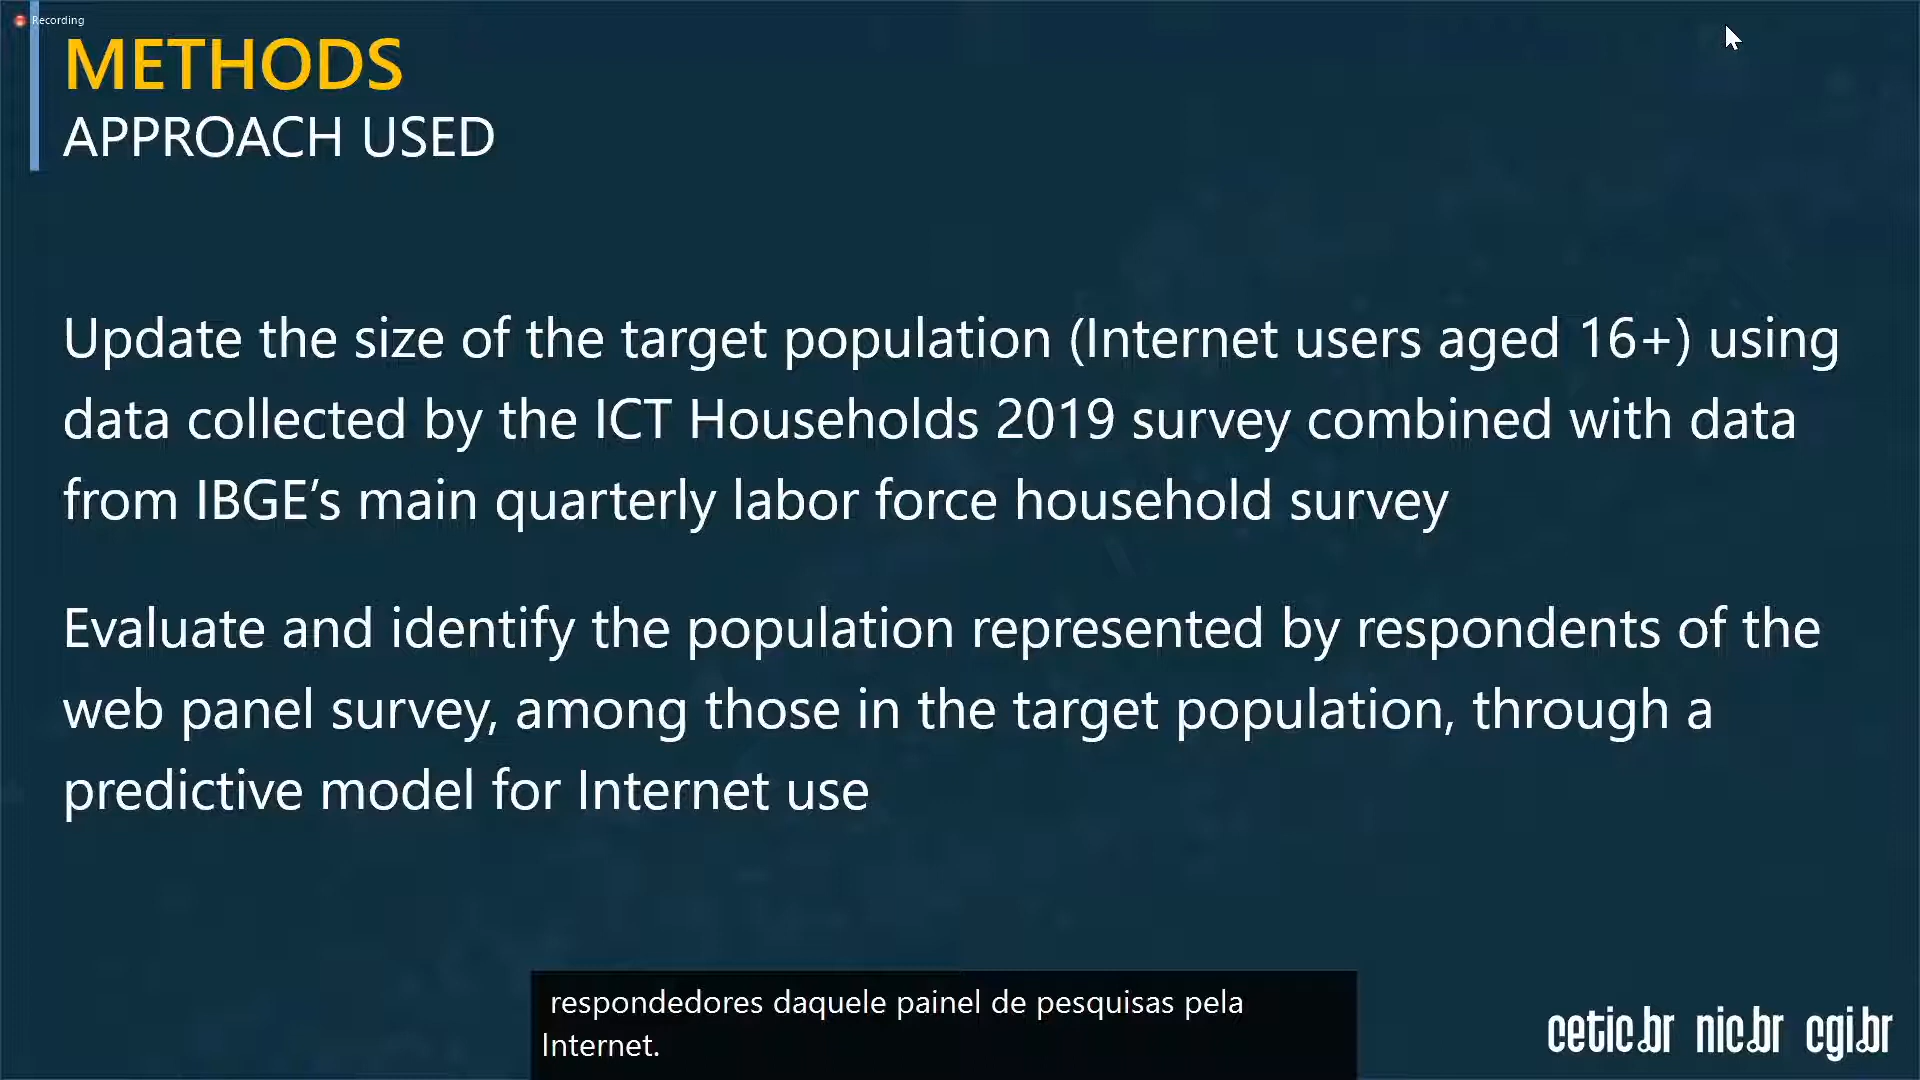 Recording
METHODS
APPROACH USED
Update the size of the target population (Internet users aged 16+) using
data collected by the ICT Households 2019 survey combined with data
from IBGE’s main quarterly labor force household survey
Evaluate and identify the population represented by respondents of the
web panel survey, among those in the target population, through a
predictive model for Internet use
respondedores daquele painel de pesquisas pela
Internet.
cetic.br nic.br cgi.br